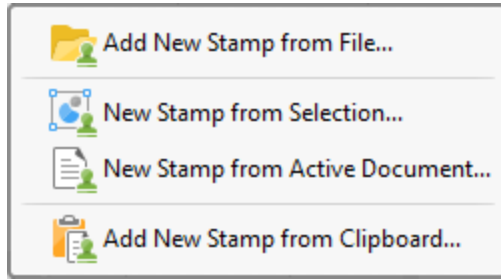 Add New Stamp from File...
New Stamp from Selection...
New Stamp from Active Document...
Add New Stamp from Clipboard...